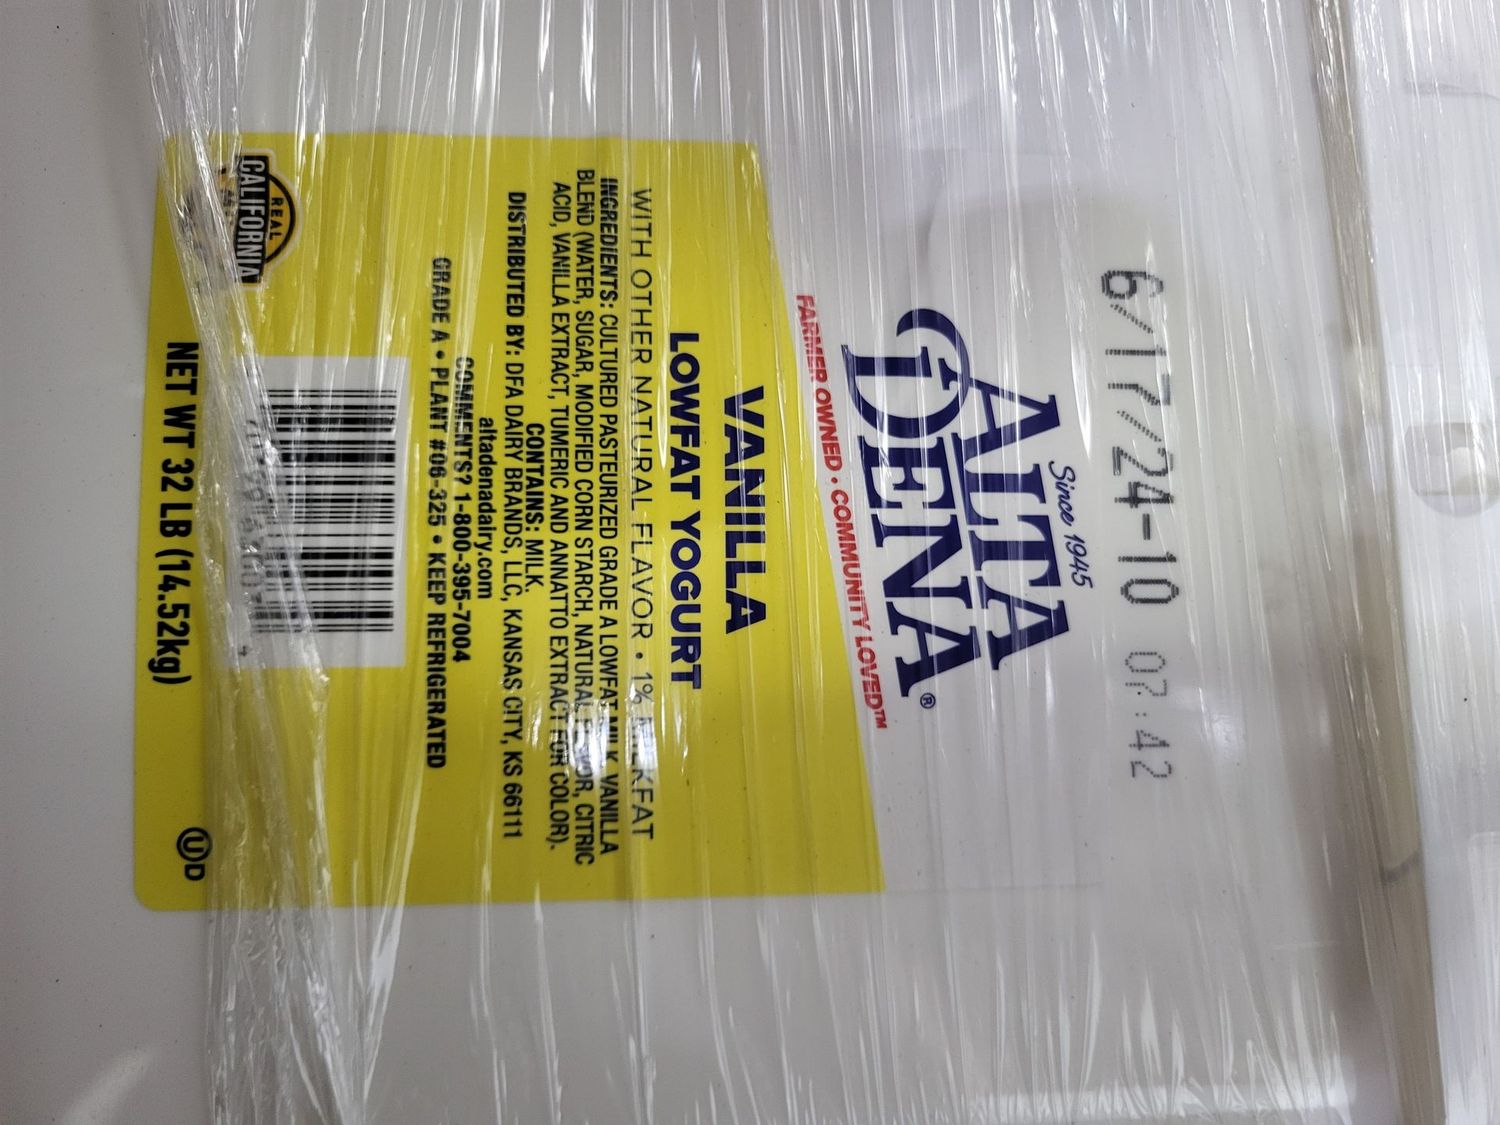 6/17/24-10 07:42
Since 1945
ALTA
DENA®
FARMER OWNED • COMMUNITY LOVED™
VANILLA
LOWFAT YOGURT
WITH OTHER NATURAL FLAVOR • 1% MILKFAT
INGREDIENTS: CULTURED PASTEURIZED GRADE A LOWFAT MILK, VANILLA
BLEND (WATER, SUGAR, MODIFIED CORN STARCH, NATURAL FLAVOR, CITRIC
ACID, VANILLA EXTRACT, TUMERIC AND ANNATTO EXTRACT FOR COLOR).
CONTAINS: MILK.
DISTRIBUTED BY: DFA DAIRY BRANDS, LLC, KANSAS CITY, KS 66111
altadenadairy.com
COMMENTS? 1-800-395-7004
GRADE A • PLANT #06-325 • KEEP REFRIGERATED
REAL
CALIFORNIA
NET WT 32 LB (14.52kg)
UD